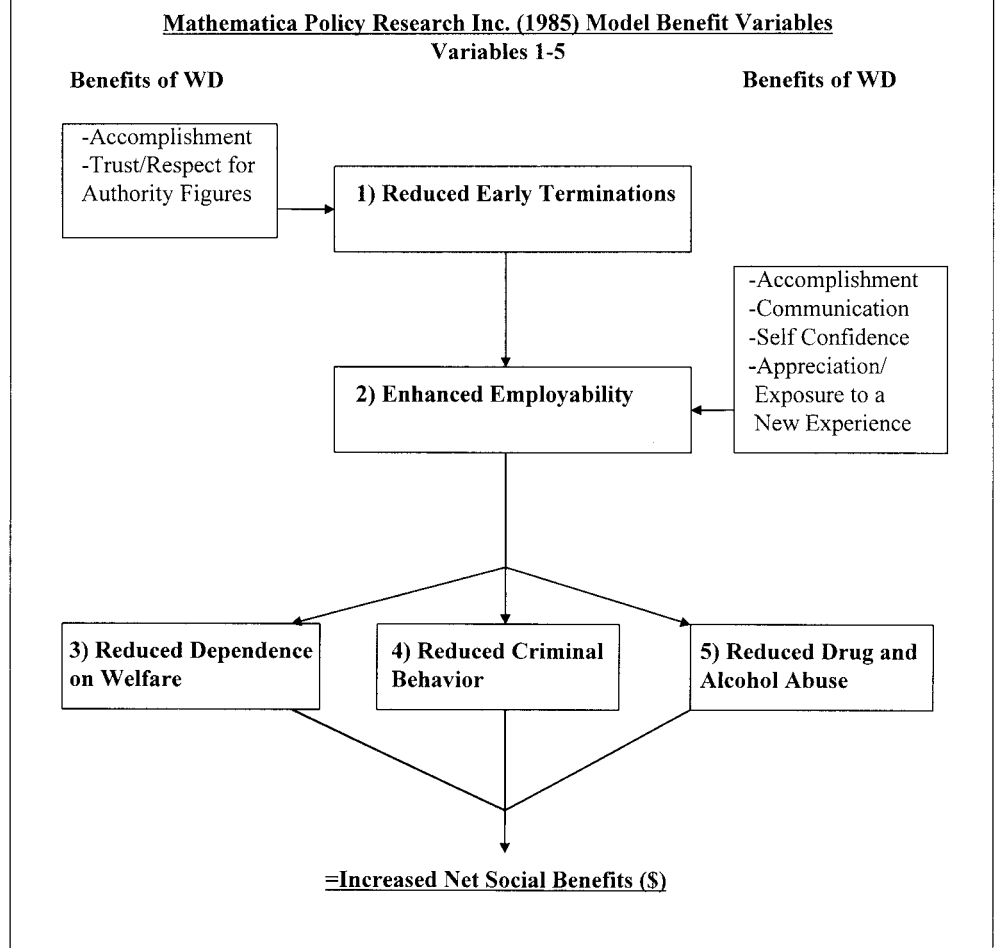 Mathematica Policy Research Inc. (1985) Model Benefit Variables
Variables 1-5
Benefits of WD
Benefits of WD
-Accomplishment
-Trust/Respect for
Authority Figures
1) Reduced Early Terminations
-Accomplishment
-Communication
-Self Confidence
-Appreciation/
Exposure to a
New Experience
2) Enhanced Employability
3) Reduced Dependence
on Welfare
4) Reduced Criminal
Behavior
5) Reduced Drug and
Alcohol Abuse
=Increased Net Social Benefits ($)